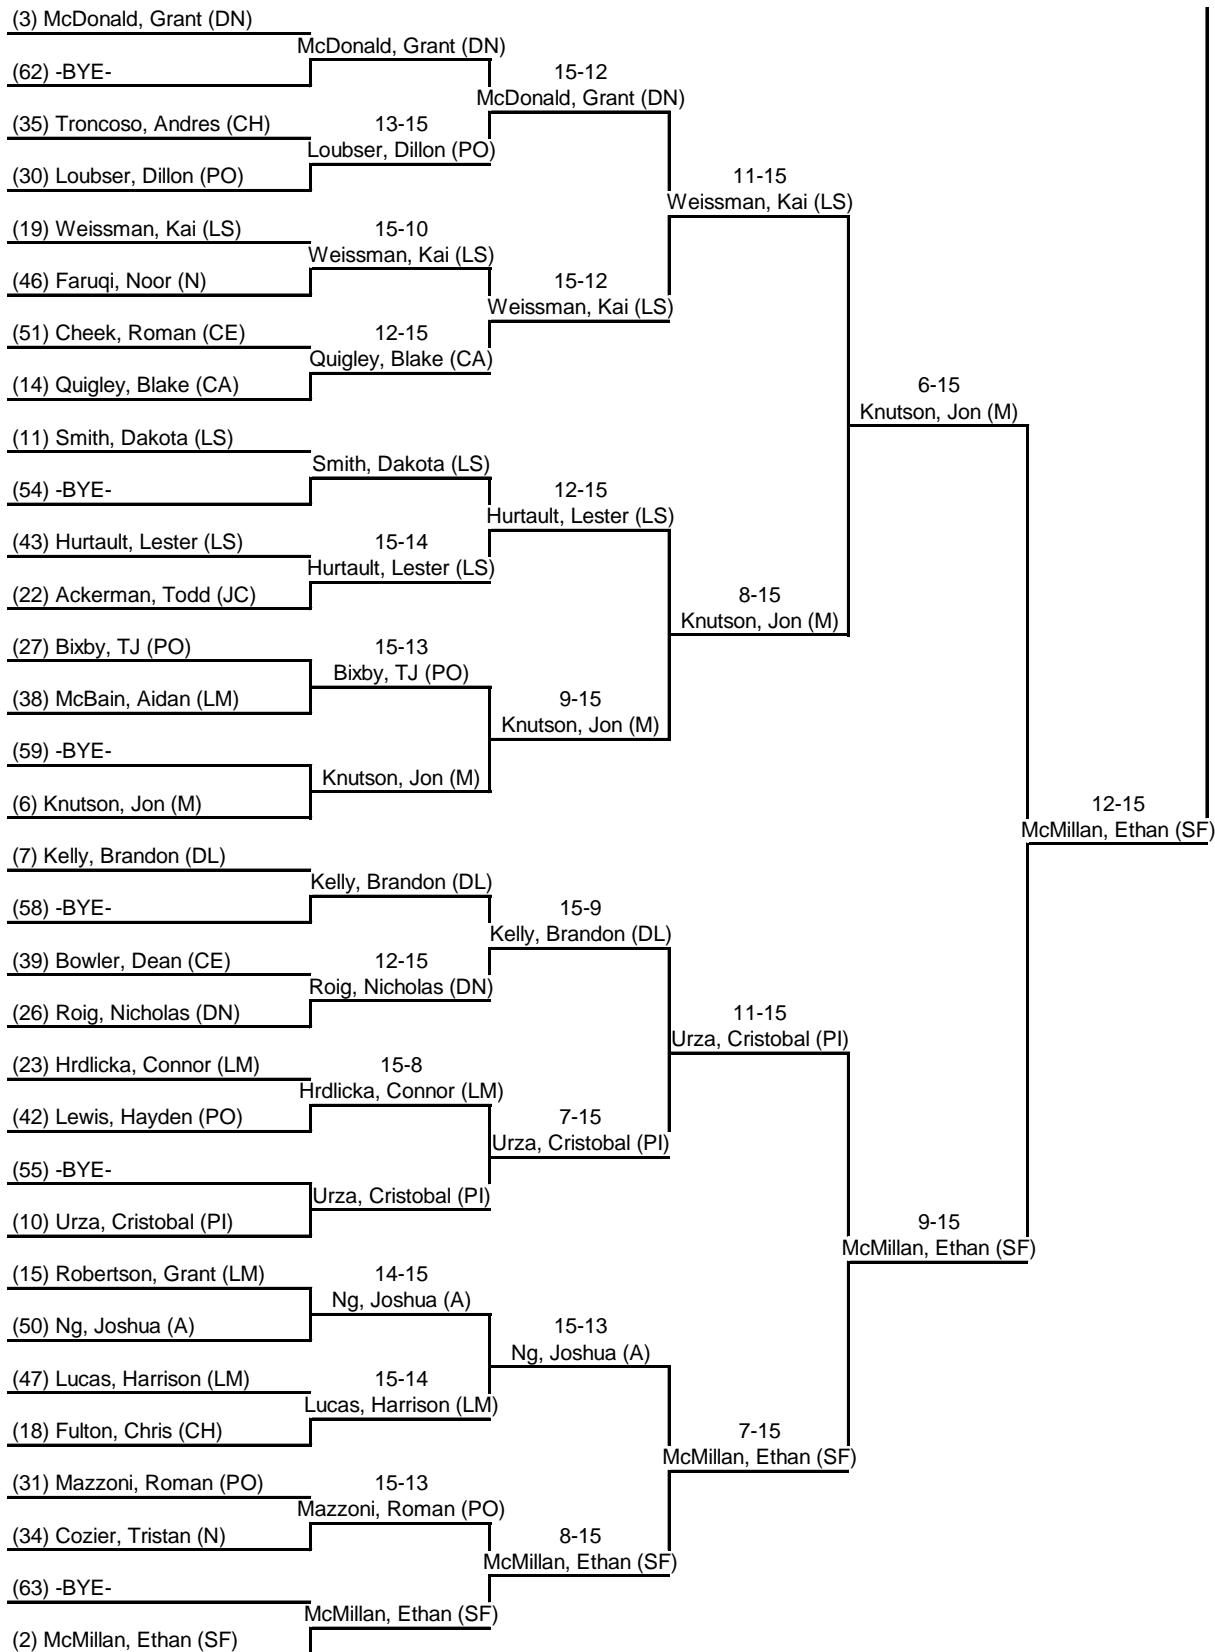 (3) McDonald, Grant (DN)
McDonald, Grant (DN)
(62) -BYE-
15-12
McDonald, Grant (DN)
(35) Troncoso, Andres (CH)
13-15
Loubser, Dillon (PO)
(30) Loubser, Dillon (PO)
11-15
Weissman, Kai (LS)
(19) Weissman, Kai (LS)
15-10
Weissman, Kai (LS)
(46) Faruqi, Noor (N)
15-12
Weissman, Kai (LS)
(51) Cheek, Roman (CE)
12-15
Quigley, Blake (CA)
(14) Quigley, Blake (CA)
6-15
Knutson, Jon (M)
(11) Smith, Dakota (LS)
Smith, Dakota (LS)
(54) -BYE-
12-15
Hurtault, Lester (LS)
(43) Hurtault, Lester (LS)
15-14
Hurtault, Lester (LS)
(22) Ackerman, Todd (JC)
8-15
Knutson, Jon (M)
(27) Bixby, TJ (PO)
15-13
Bixby, TJ (PO)
(38) McBain, Aidan (LM)
9-15
Knutson, Jon (M)
(59) -BYE-
Knutson, Jon (M)
(6) Knutson, Jon (M)
12-15
McMillan, Ethan (SF)
(7) Kelly, Brandon (DL)
Kelly, Brandon (DL)
(58) -BYE-
15-9
Kelly, Brandon (DL)
(39) Bowler, Dean (CE)
12-15
Roig, Nicholas (DN)
(26) Roig, Nicholas (DN)
11-15
Urza, Cristobal (PI)
(23) Hrdlicka, Connor (LM)
15-8
Hrdlicka, Connor (LM)
(42) Lewis, Hayden (PO)
7-15
Urza, Cristobal (PI)
(55) -BYE-
Urza, Cristobal (PI)
(10) Urza, Cristobal (PI)
9-15
McMillan, Ethan (SF)
(15) Robertson, Grant (LM)
14-15
Ng, Joshua (A)
(50) Ng, Joshua (A)
15-13
Ng, Joshua (A)
(47) Lucas, Harrison (LM)
15-14
Lucas, Harrison (LM)
(18) Fulton, Chris (CH)
7-15
McMillan, Ethan (SF)
(31) Mazzoni, Roman (PO)
15-13
Mazzoni, Roman (PO)
(34) Cozier, Tristan (N)
8-15
McMillan, Ethan (SF)
(63) -BYE-
McMillan, Ethan (SF)
(2) McMillan, Ethan (SF)